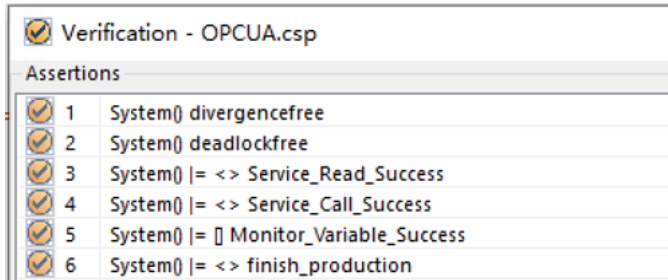 Verification - OPCUA.csp
Assertions
1 System() divergencefree
2 System() deadlockfree
3 System() |= <> Service_Read_Success
4 System() |= <> Service_Call_Success
5 System() |= [] Monitor_Variable_Success
6 System() |= <> finish_production